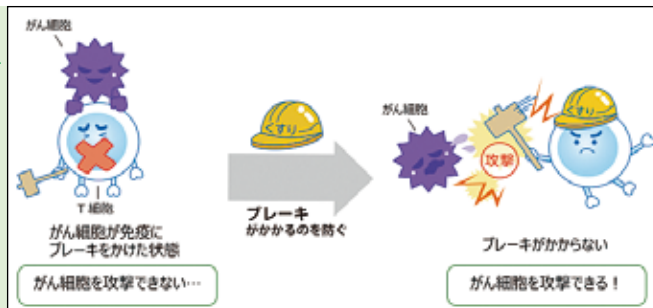 がん細胞
T 細胞
がん細胞が免疫に
ブレーキをかけた状態
がん細胞を攻撃できない…
くすり
ブレーキ
がかかるのを防ぐ
がん細胞
攻撃
くすり
ブレーキがかからない
がん細胞を攻撃できる！